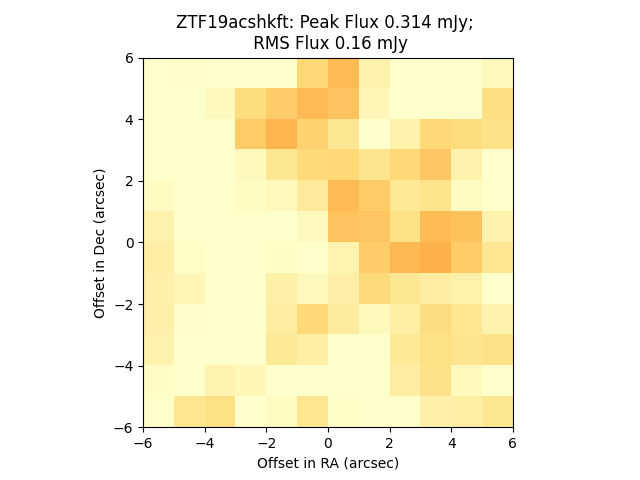 ZTF19acshkft: Peak Flux 0.314 mJy;
RMS Flux 0.16 mJy
6
4
2
0
−2
−4
−6
Offset in Dec (arcsec)
−6 −4 −2 0 2 4 6
Offset in RA (arcsec)